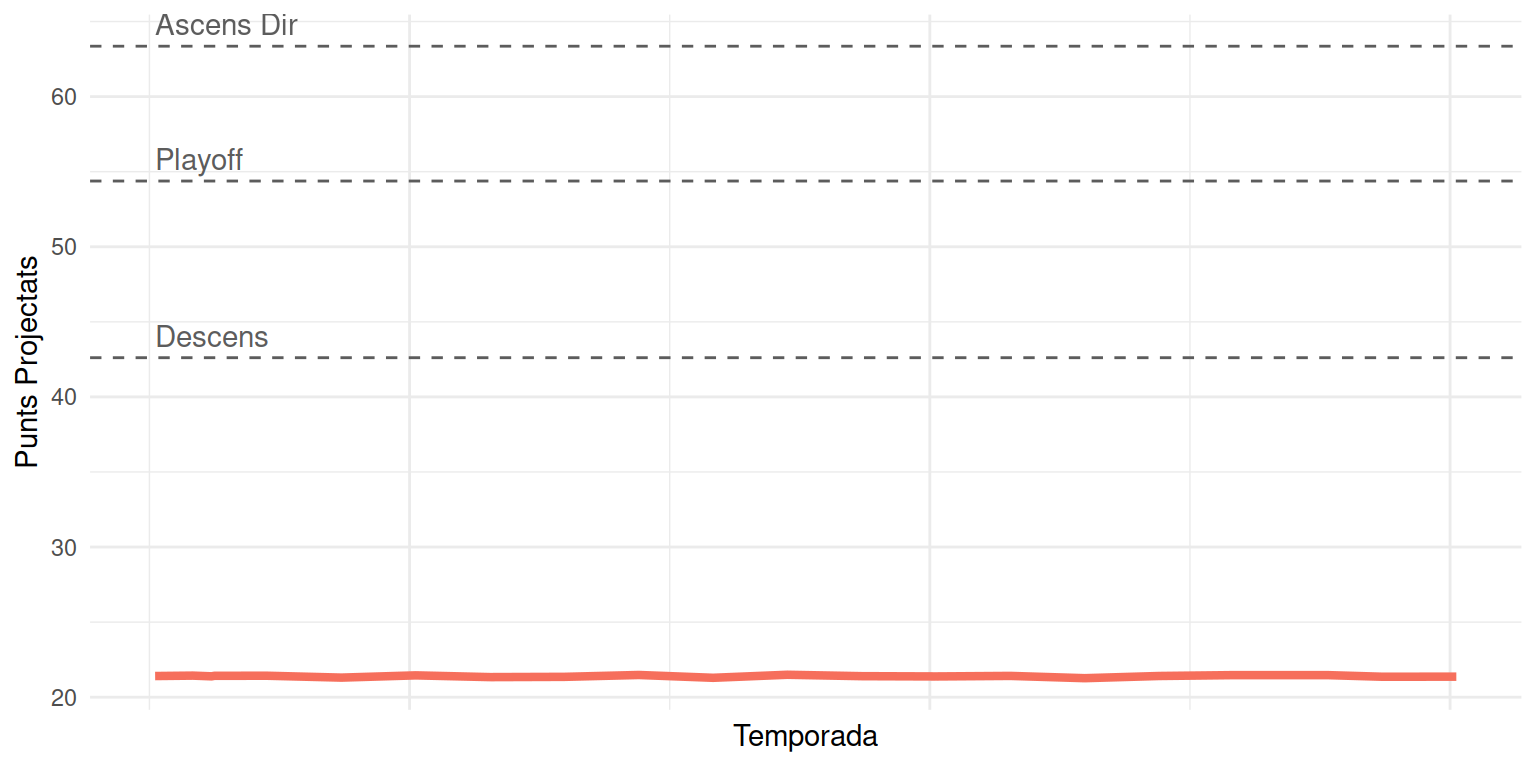 Ascens Dir
60
Playoff
50
Descens
40
30
20
Punts Projectats
Temporada